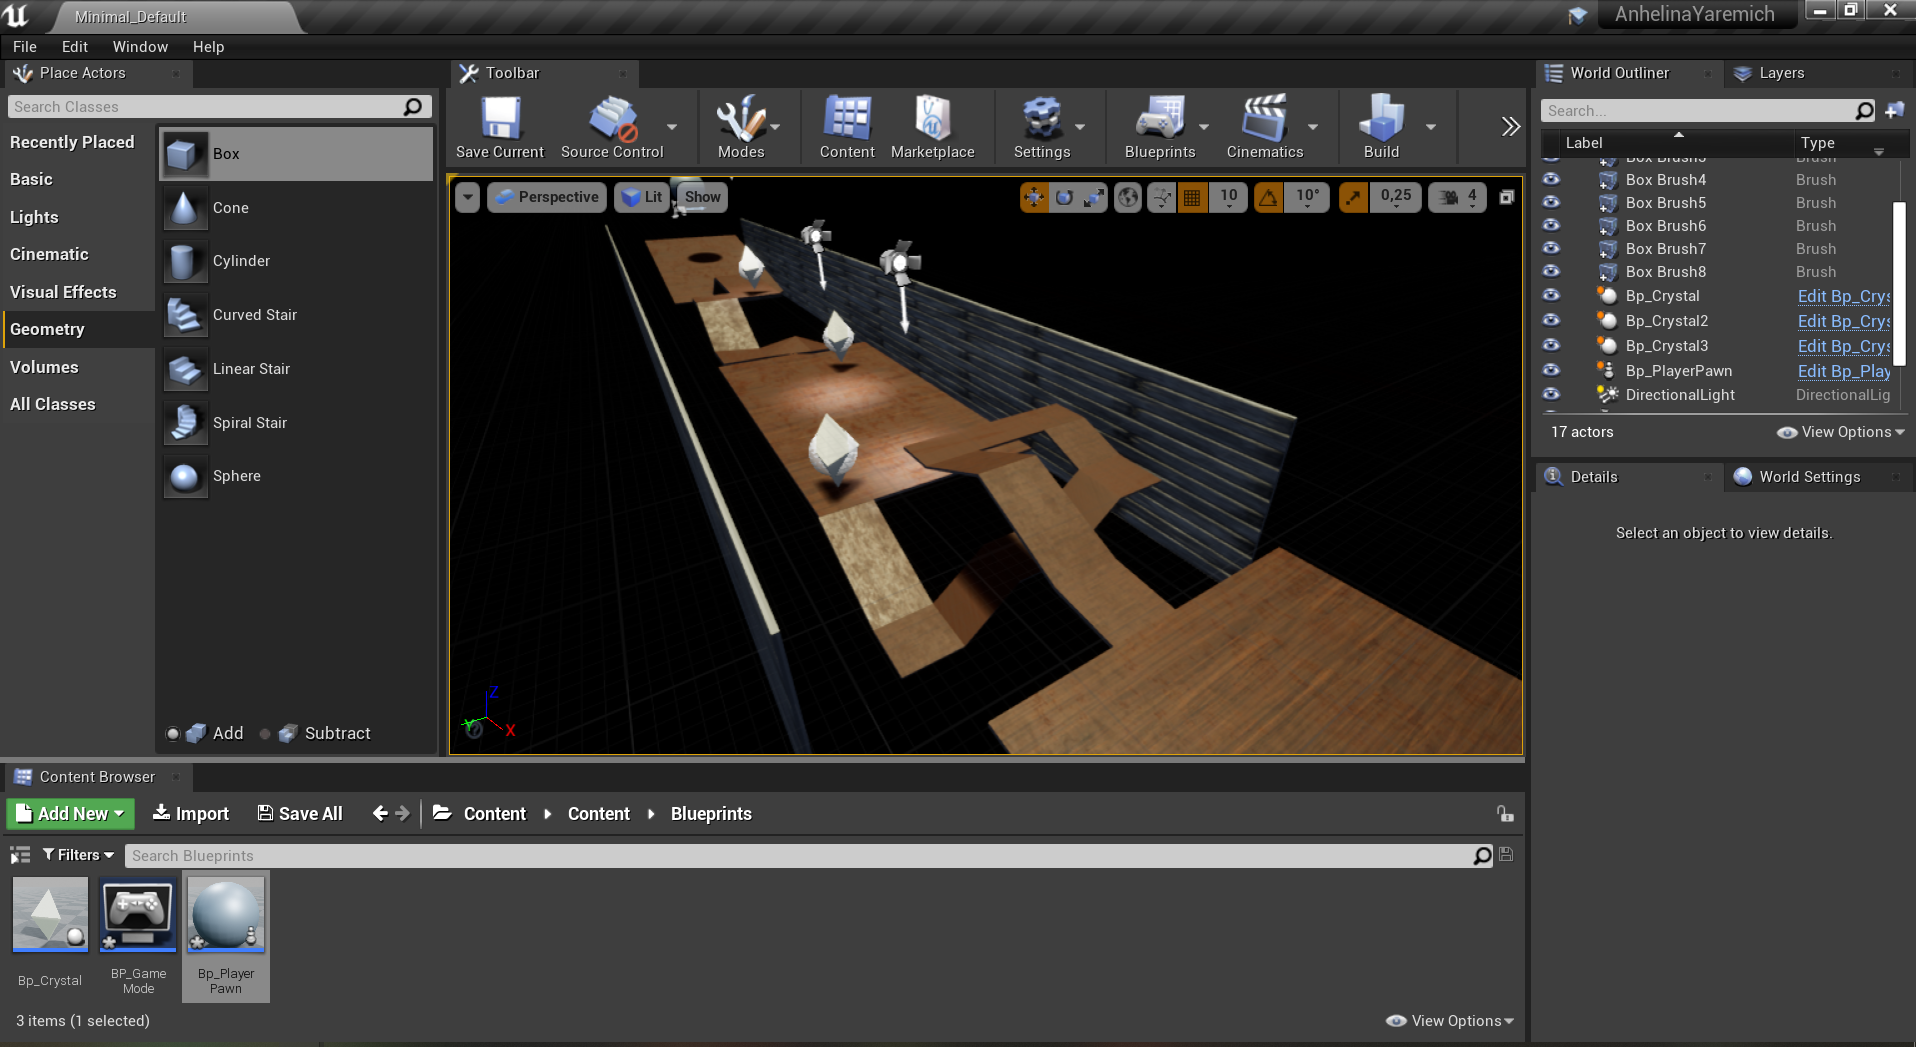 Minimal_Default
AnhelinaYaremich
File Edit Window Help
Place Actors
Search Classes
Recently Placed
Basic
Lights
Cinematic
Visual Effects
Geometry
Volumes
All Classes
Box
Cone
Cylinder
Curved Stair
Linear Stair
Spiral Stair
Sphere
Add Subtract
Toolbar
Save Current Source Control Modes Content Marketplace Settings Blueprints Cinematics Build
Perspective Lit Show 10 10° 0,25 4
Z
Y
X
World Outliner Layers
Search...
Label Type
Box Brush3 Brush
Box Brush4 Brush
Box Brush5 Brush
Box Brush6 Brush
Box Brush7 Brush
Box Brush8 Brush
Bp_Crystal Edit Bp_Crys
Bp_Crystal2 Edit Bp_Crys
Bp_Crystal3 Edit Bp_Crys
Bp_PlayerPawn Edit Bp_Play
DirectionalLight DirectionalLig
17 actors View Options
Details World Settings
Select an object to view details.
Content Browser
Add New Import Save All Content Content Blueprints
Filters Search Blueprints
Bp_Crystal
BP_Game
Mode
Bp_Player
Pawn
3 items (1 selected) View Options